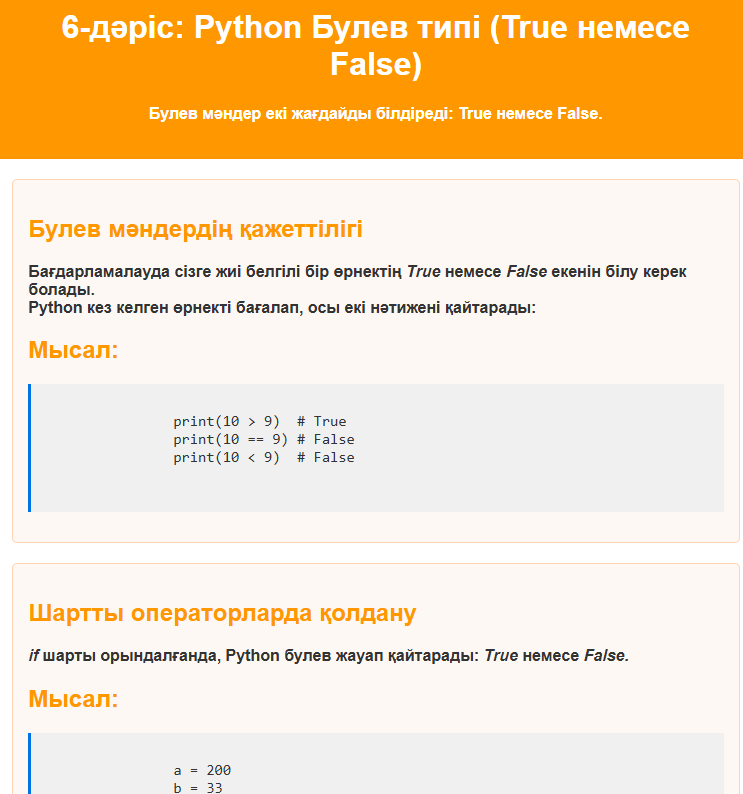 6-дәріс: Python Булев типі (True немесе
False)
Булев мәндер екі жағдайды білдіреді: True немесе False.
Булев мәндердің қажеттілігі
Бағдарламалауда сізге жиі белгілі бір өрнектің True немесе False екенін білу керек
болады.
Python кез келген өрнекті бағалап, осы екі нәтижені қайтарады:
Мысал:
print(10 > 9)  # True
print(10 == 9) # False
print(10 < 9)  # False
Шартты операторларда қолдану
if шарты орындалғанда, Python булев жауап қайтарады: True немесе False.
Мысал:
a = 200
b = 33